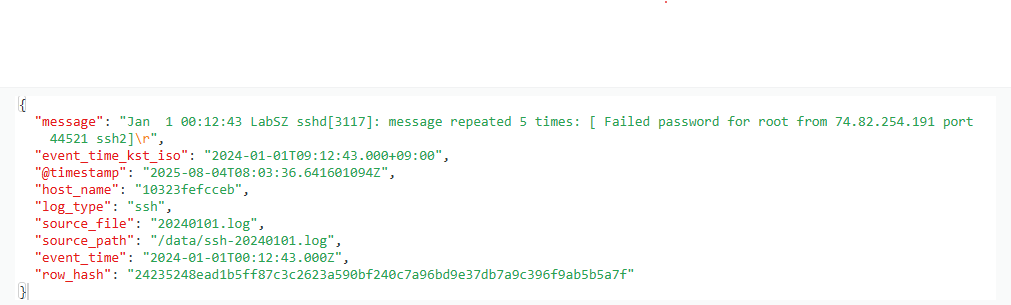 {
"message": "Jan  1 00:12:43 LabSZ sshd[3117]: message repeated 5 times: [ Failed password for root from 74.82.254.191 port
44521 ssh2]\r",
"event_time_kst_iso": "2024-01-01T09:12:43.000+09:00",
"@timestamp": "2025-08-04T08:03:36.641601094Z",
"host_name": "10323fefcceb",
"log_type": "ssh",
"source_file": "20240101.log",
"source_path": "/data/ssh-20240101.log",
"event_time": "2024-01-01T00:12:43.000Z",
"row_hash": "24235248ead1b5ff87c3c2623a590bf240c7a96bd9e37db7a9c396f9ab5b5a7f"
}